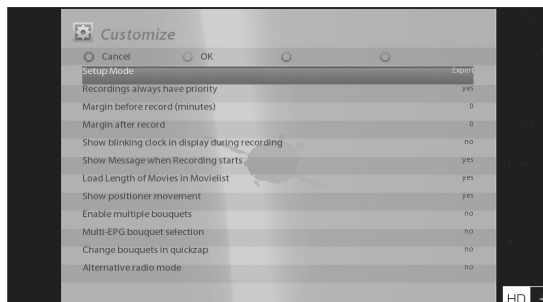 Customize
Cancel OK
Setup Mode Expert
Recordings always have priority yes
Margin before record (minutes) 0
Margin after record 0
Show blinking clock in display during recording no
Show Message when Recording starts yes
Load Length of Movies in Movielist yes
Show positioner movement yes
Enable multiple bouquets no
Multi-EPG bouquet selection no
Change bouquets in quickzap no
Alternative radio mode no
HD